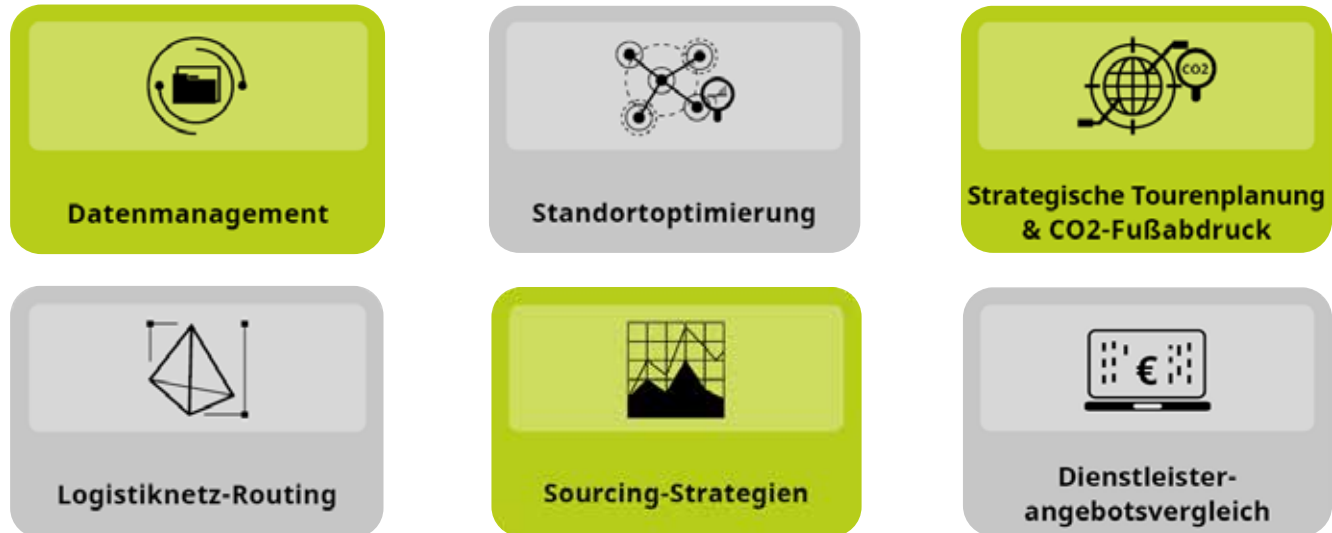 CO2
Datenmanagement
Standortoptimierung
Strategische Tourenplanung
& CO2-Fußabdruck
€
Logistiknetz-Routing
Sourcing-Strategien
Dienstleister-
angebotsvergleich